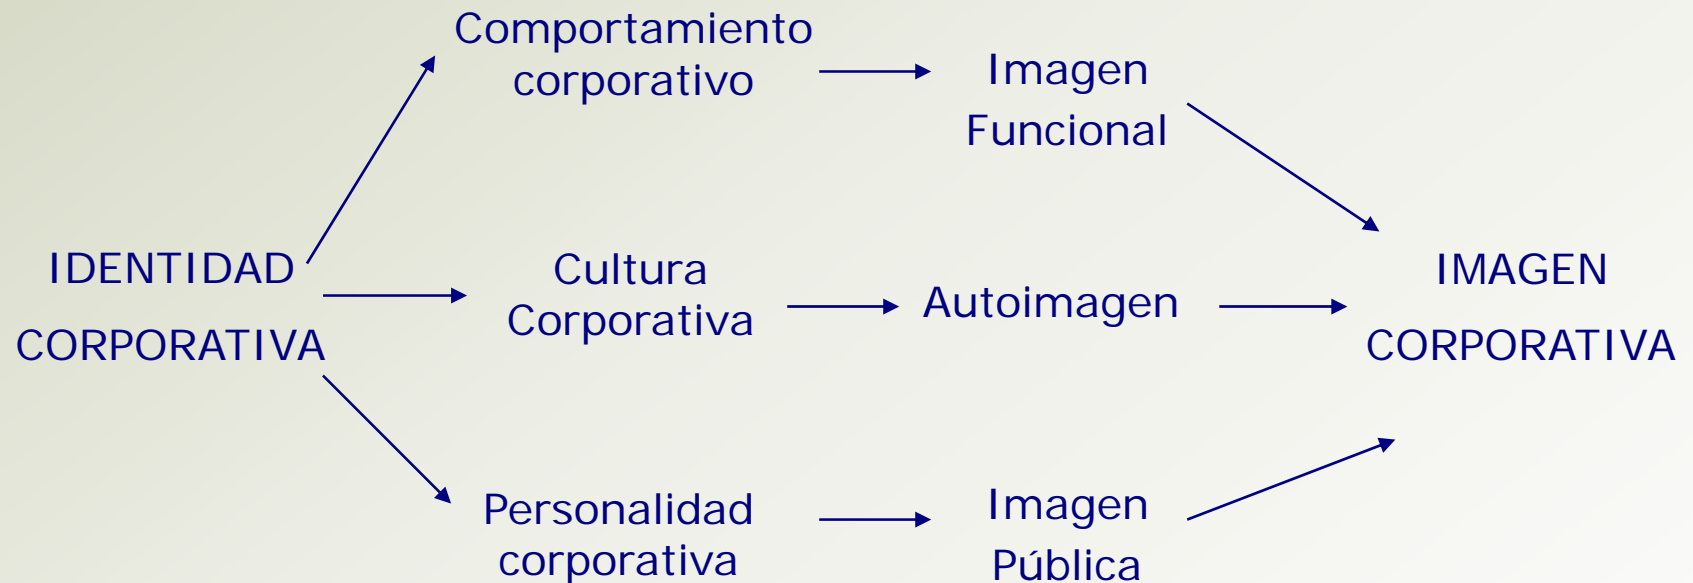 Comportamiento
corporativo
Imagen
Funcional
IDENTIDAD
CORPORATIVA
Cultura
Corporativa
Autoimagen
IMAGEN
CORPORATIVA
Personalidad
corporativa
Imagen
Pública